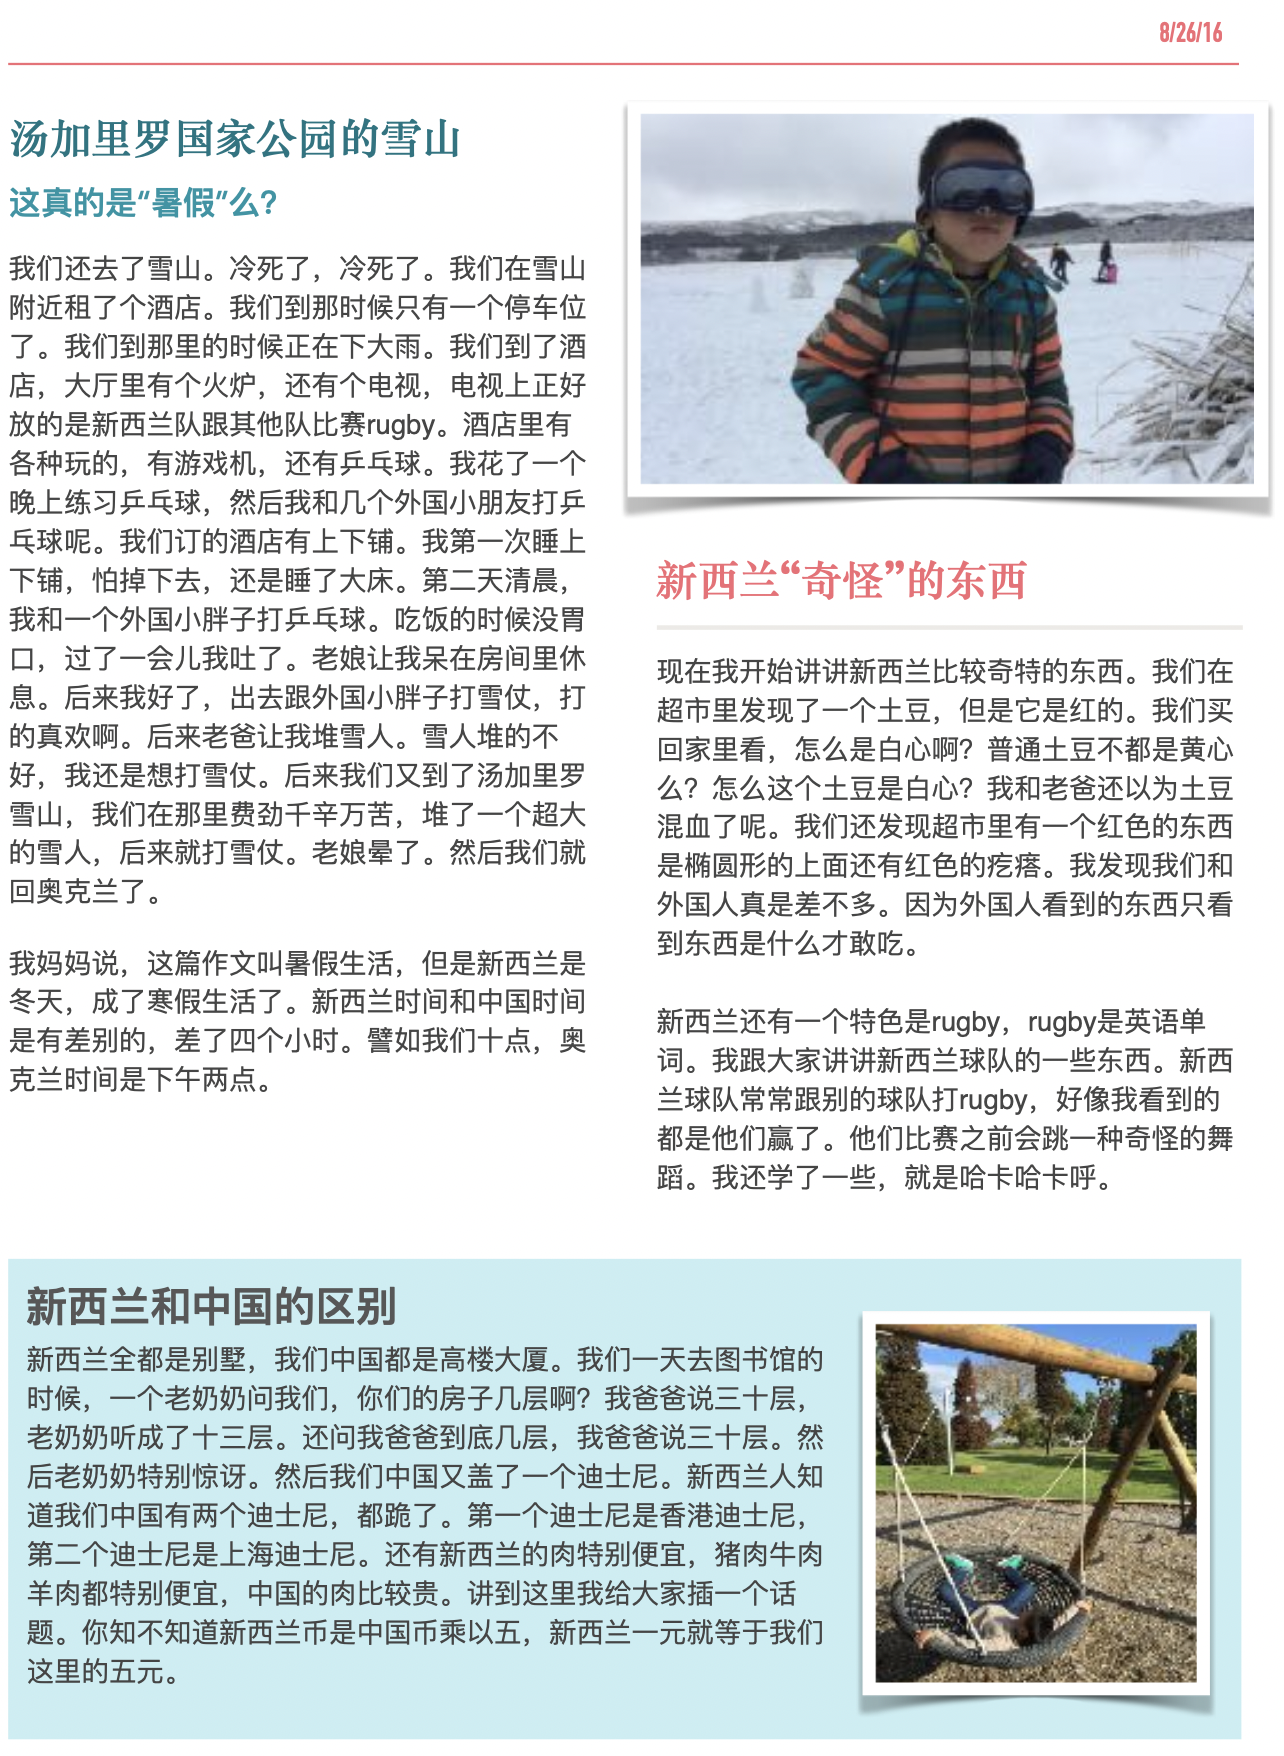 8/26/16
汤加里罗国家公园的雪山
这真的是“暑假”么？
我们还去了雪山。冷死了，冷死了。我们在雪山
附近租了个酒店。我们到那时候只有一个停车位
了。我们到那里的时候正在下大雨。我们到了酒
店，大厅里有个火炉，还有个电视，电视上正好
放的是新西兰队跟其他队比赛rugby。酒店里有
各种玩的，有游戏机，还有乒乓球。我花了一个
晚上练习乒乓球，然后我和几个外国小朋友打乒
乓球呢。我们订的酒店有上下铺。我第一次睡上
下铺，怕掉下去，还是睡了大床。第二天清晨，
我和一个外国小胖子打乒乓球。吃饭的时候没胃
口，过了一会儿我吐了。老娘让我呆在房间里休
息。后来我好了，出去跟外国小胖子打雪仗，打
的真欢啊。后来老爸让我堆雪人。雪人堆的不
好，我还是想打雪仗。后来我们又到了汤加里罗
雪山，我们在那里费劲千辛万苦，堆了一个超大
的雪人，后来就打雪仗。老娘晕了。然后我们就
回奥克兰了。
我妈妈说，这篇作文叫暑假生活，但是新西兰是
冬天，成了寒假生活了。新西兰时间和中国时间
是有差别的，差了四个小时。譬如我们十点，奥
克兰时间是下午两点。
新西兰“奇怪”的东西
现在我开始讲讲新西兰比较奇特的东西。我们在
超市里发现了一个土豆，但是它是红的。我们买
回家里看，怎么是白心啊？普通土豆不都是黄心
么？怎么这个土豆是白心？我和老爸还以为土豆
混血了呢。我们还发现超市里有一个红色的东西
是椭圆形的上面还有红色的疙瘩。我发现我们和
外国人真是差不多。因为外国人看到的东西只看
到东西是什么才敢吃。
新西兰还有一个特色是rugby，rugby是英语单
词。我跟大家讲讲新西兰球队的一些东西。新西
兰球队常常跟别的球队打rugby，好像我看到的
都是他们赢了。他们比赛之前会跳一种奇怪的舞
蹈。我还学了一些，就是哈卡哈卡呼。
新西兰和中国的区别
新西兰全都是别墅，我们中国都是高楼大厦。我们一天去图书馆的
时候，一个老奶奶问我们，你们的房子几层啊？我爸爸说三十层，
老奶奶听成了十三层。还问我爸爸到底几层，我爸爸说三十层。然
后老奶奶特别惊讶。然后我们中国又盖了一个迪士尼。新西兰人知
道我们中国有两个迪士尼，都跪了。第一个迪士尼是香港迪士尼，
第二个迪士尼是上海迪士尼。还有新西兰的肉特别便宜，猪肉牛肉
羊肉都特别便宜，中国的肉比较贵。讲到这里我给大家插一个话
题。你知不知道新西兰币是中国币乘以五，新西兰一元就等于我们
这里的五元。